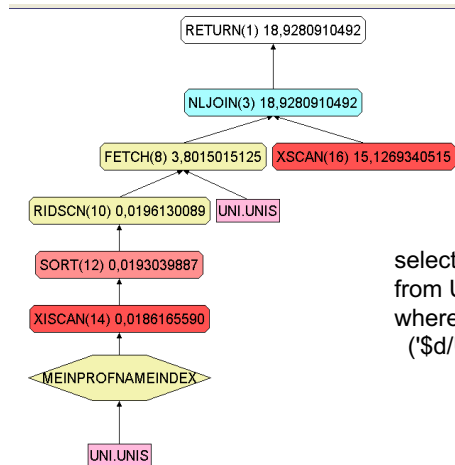 RETURN(1) 18,9280910492
NLJOIN(3) 18,9280910492
FETCH(8) 3,8015015125
XSCAN(16) 15,1269340515
RIDSCN(10) 0,0196130089
UNI.UNIS
SORT(12) 0,0193039887
XISCAN(14) 0,0186165590
MEINPROFNAMEINDEX
UNI.UNIS
select
from U
where
('$d/